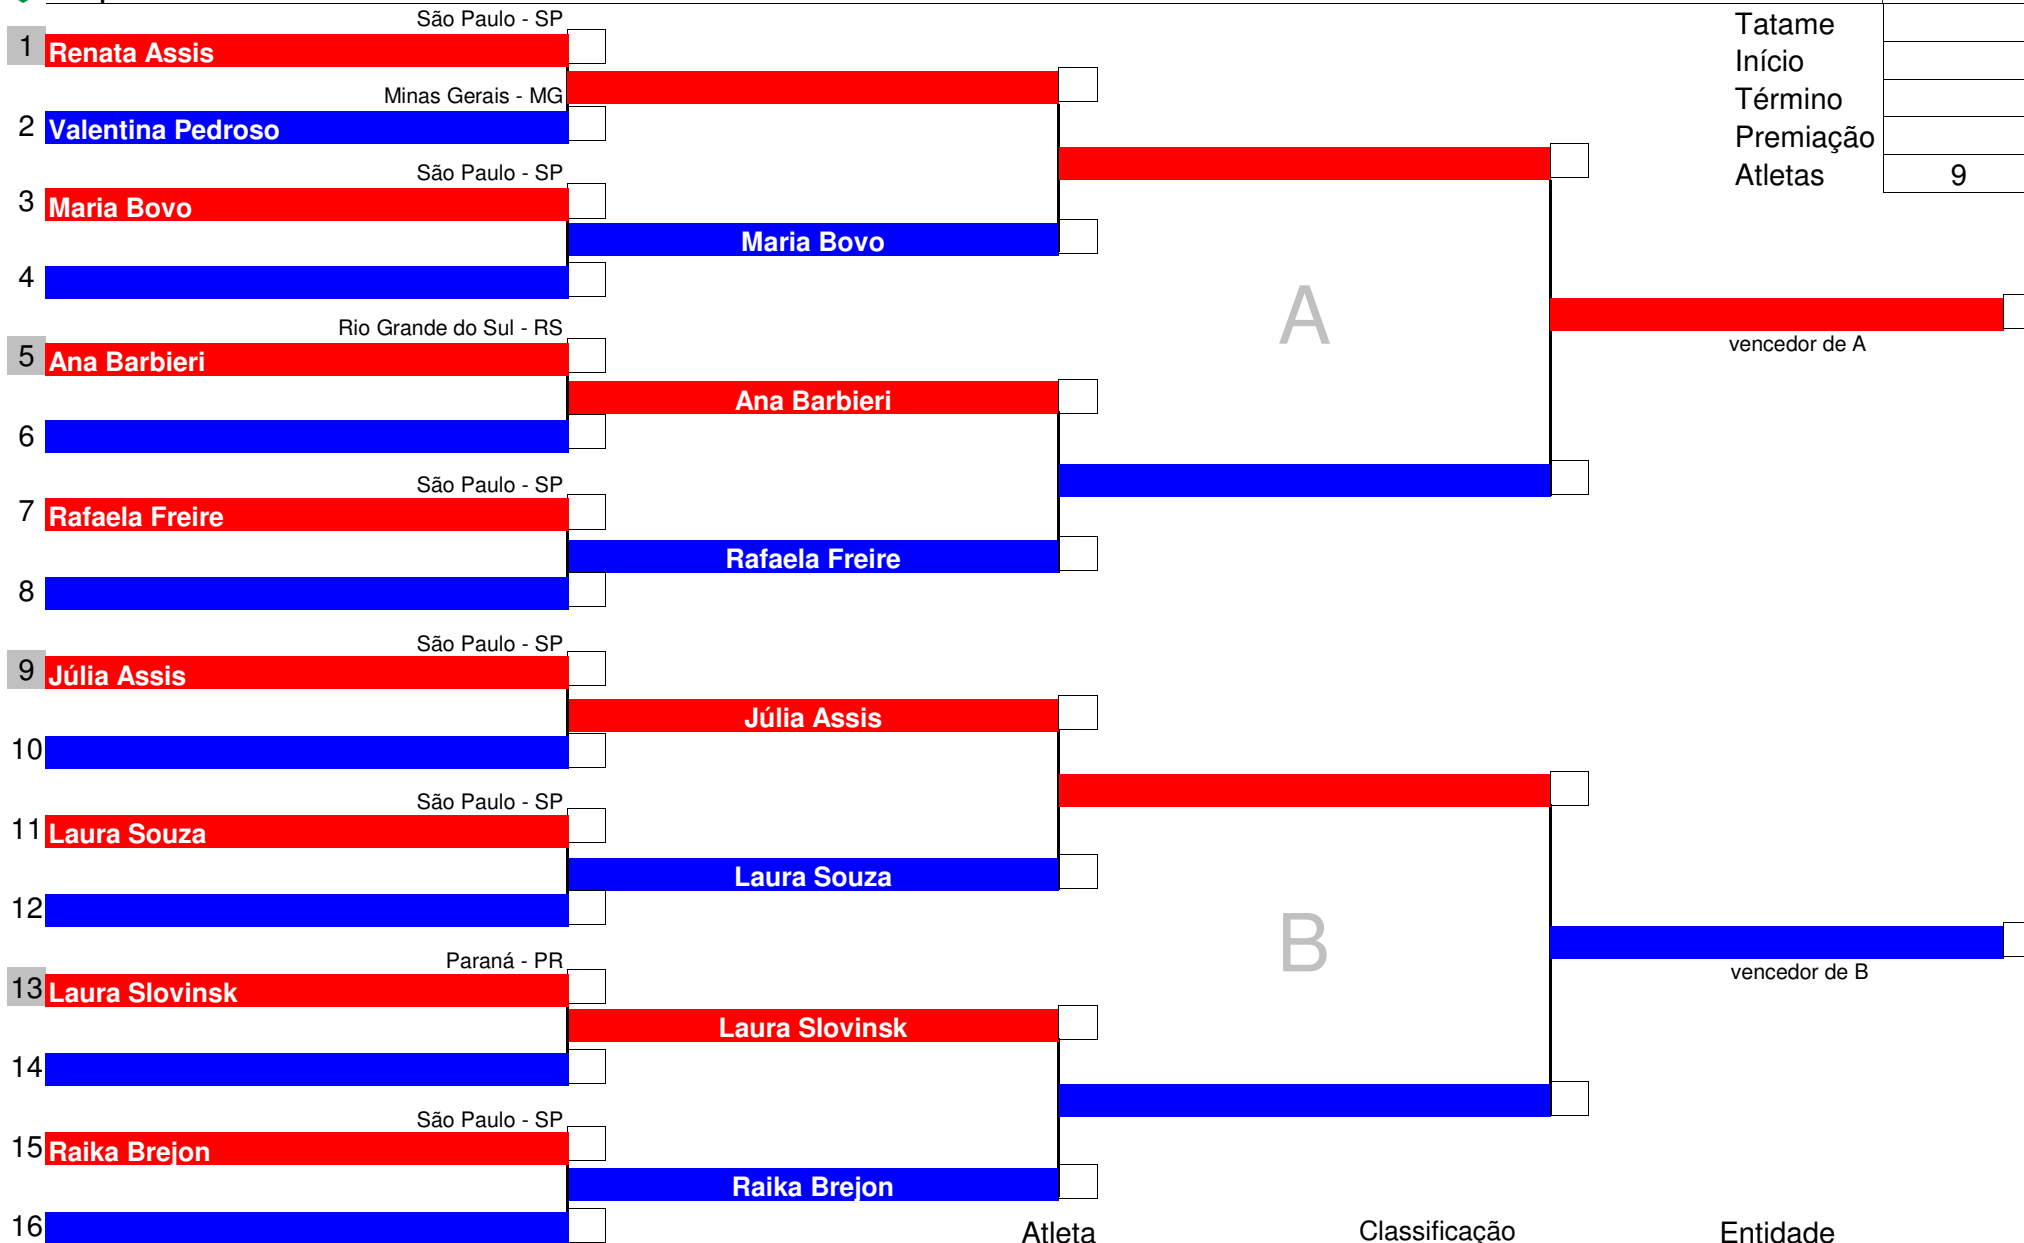 São Paulo - SP
1 Renata Assis
Minas Gerais - MG
2 Valentina Pedroso
São Paulo - SP
3 Maria Bovo
Maria Bovo
4
Rio Grande do Sul - RS
5 Ana Barbieri
Ana Barbieri
6
São Paulo - SP
7 Rafaela Freire
Rafaela Freire
8
São Paulo - SP
9 Júlia Assis
Júlia Assis
10
São Paulo - SP
11 Laura Souza
Laura Souza
12
Paraná - PR
13 Laura Slovinsk
Laura Slovinsk
14
São Paulo - SP
15 Raika Brejon
Raika Brejon
16
A
B
Tatame
Início
Término
Premiação
Atletas 9
vencedor de A
vencedor de B
Atleta Classificação Entidade